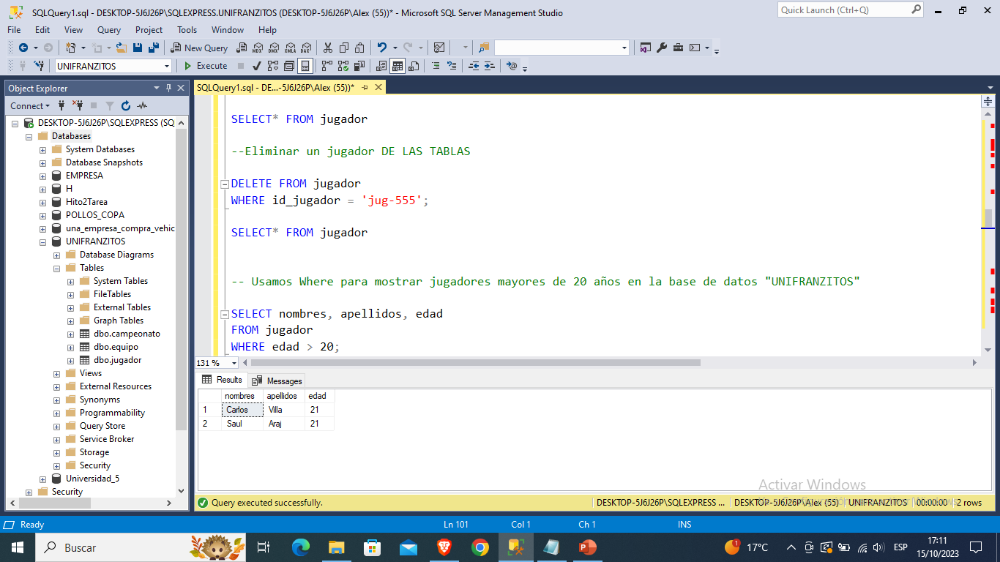 SQLQuery1.sql - DESKTOP-5J6J26P\SQLEXPRESS.UNIFRANZITOS (DESKTOP-5J6J26P\Alex (55))* - Microsoft SQL Server Management Studio
Quick Launch (Ctrl+Q)
File Edit View Query Project Tools Window Help
New Query
MDX DMX XMLA DAX
UNIFRANZITOS
Execute
Object Explorer
Connect
DESKTOP-5J6J26P\SQLEXPRESS (SQ
Databases
System Databases
Database Snapshots
EMPRESA
H
Hito2Tarea
POLLOS_COPA
una_empresa_compra_vehic
UNIFRANZITOS
Database Diagrams
Tables
System Tables
FileTables
External Tables
Graph Tables
dbo.campeonato
dbo.equipo
dbo.jugador
Views
External Resources
Synonyms
Programmability
Query Store
Service Broker
Storage
Security
Universidad_5
Security
SQLQuery1.sql - DE...-5J6J26P\Alex (55))*
SELECT* FROM jugador
--Eliminar un jugador DE LAS TABLAS
DELETE FROM jugador
WHERE id_jugador = 'jug-555';
SELECT* FROM jugador
-- Usamos Where para mostrar jugadores mayores de 20 años en la base de datos "UNIFRANZITOS"
SELECT nombres, apellidos, edad
FROM jugador
WHERE edad > 20;
131 %
Results Messages
nombres apellidos edad
1 Carlos Villa 21
2 Saul Araj 21
Activar Windows
Query executed successfully.
DESKTOP-5J6J26P\SQLEXPRESS ... DESKTOP-5J6J26P\Alex (55) UNIFRANZITOS 00:00:00 2 rows
Ready Ln 101 Col 1 Ch 1 INS
Buscar
1
17°C
ESP
17:11
15/10/2023